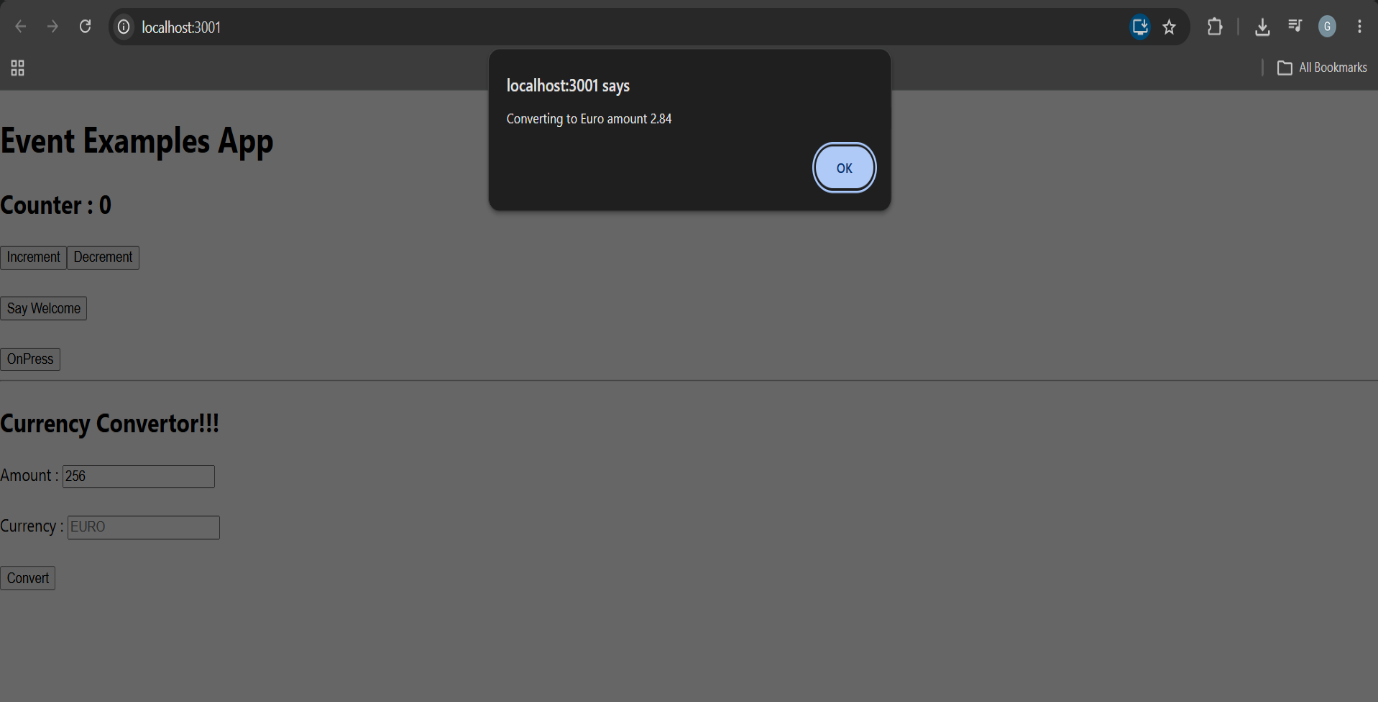 localhost:3001
G
All Bookmarks
localhost:3001 says
Converting to Euro amount 2.84
OK
Event Examples App
Counter : 0
Increment Decrement
Say Welcome
OnPress
Currency Convertor!!!
Amount : 256
Currency : EURO
Convert